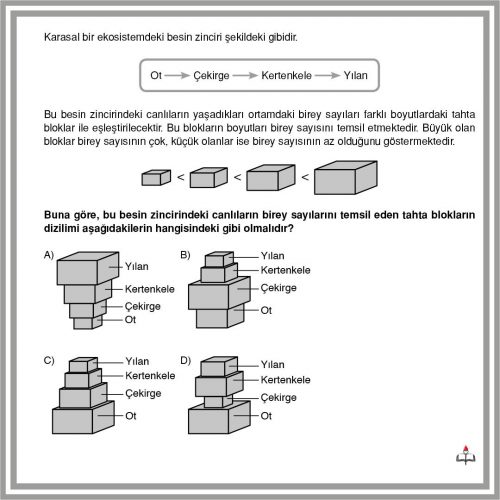 Karasal bir ekosistemdeki besin zinciri şekildeki gibidir.
Ot → Çekirge → Kertenkele → Yılan
Bu besin zincirindeki canlıların yaşadıkları ortamdaki birey sayıları farklı boyutlardaki tahta
bloklar ile eşleştirilecektir. Bu blokların boyutları birey sayısını temsil etmektedir. Büyük olan
bloklar birey sayısının çok, küçük olanlar ise birey sayısının az olduğunu göstermektedir.
< < <
Buna göre, bu besin zincirindeki canlıların birey sayılarını temsil eden tahta blokların
dizilimi aşağıdakilerin hangisindeki gibi olmalıdır?
A)
Yılan
Kertenkele
Çekirge
Ot
B)
Yılan
Kertenkele
Çekirge
Ot
C)
Yılan
Kertenkele
Çekirge
Ot
D)
Yılan
Kertenkele
Çekirge
Ot